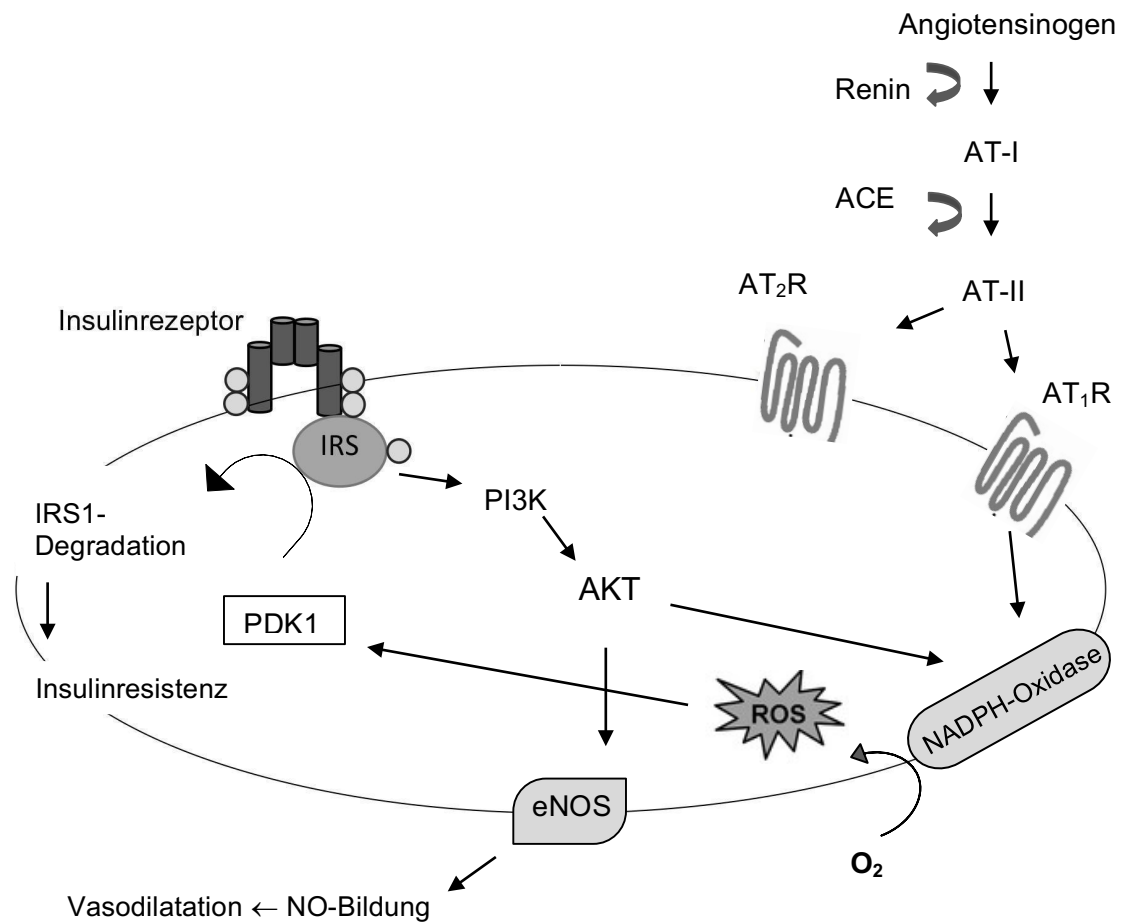 Angiotensinogen
Renin
AT-I
ACE
AT₂R
AT-II
Insulinrezeptor
AT₁R
IRS
PI3K
IRS1-
Degradation
AKT
PDK1
NADPH-Oxidase
Insulinresistenz
ROS
eNOS
O₂
Vasodilatation ← NO-Bildung